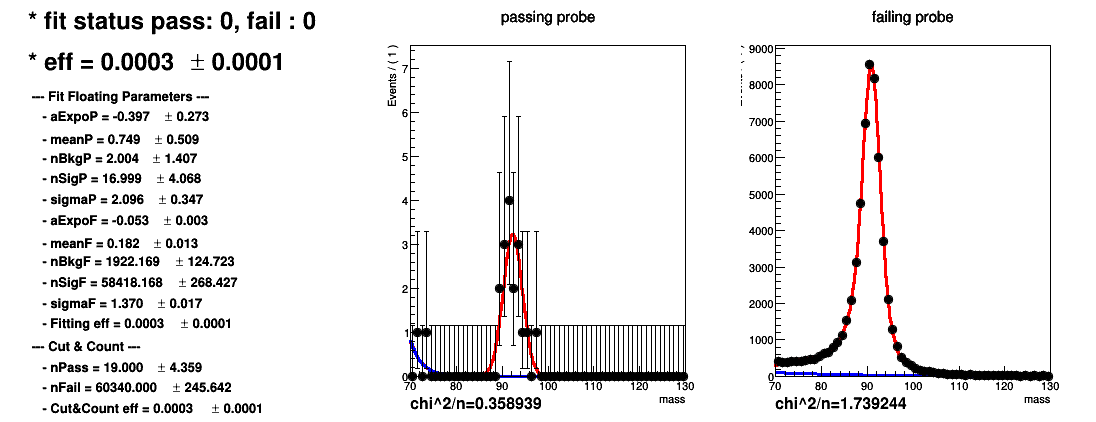 * fit status pass: 0, fail : 0
* eff = 0.0003 ± 0.0001
--- Fit Floating Parameters ---
- aExpoP = -0.397 ± 0.273
- meanP = 0.749 ± 0.509
- nBkgP = 2.004 ± 1.407
- nSigP = 16.999 ± 4.068
- sigmaP = 2.096 ± 0.347
- aExpoF = -0.053 ± 0.003
- meanF = 0.182 ± 0.013
- nBkgF = 1922.169 ± 124.723
- nSigF = 58418.168 ± 268.427
- sigmaF = 1.370 ± 0.017
- Fitting eff = 0.0003 ± 0.0001
--- Cut & Count ---
- nPass = 19.000 ± 4.359
- nFail = 60340.000 ± 245.642
- Cut&Count eff = 0.0003 ± 0.0001
passing probe
Events / ( 1 )
7
6
5
4
3
2
1
0
70 80 90 100 110 120 130
mass
chi^2/n=0.358939
failing probe
9000
8000
7000
6000
5000
4000
3000
2000
1000
0
70 80 90 100 110 120 130
mass
chi^2/n=1.739244